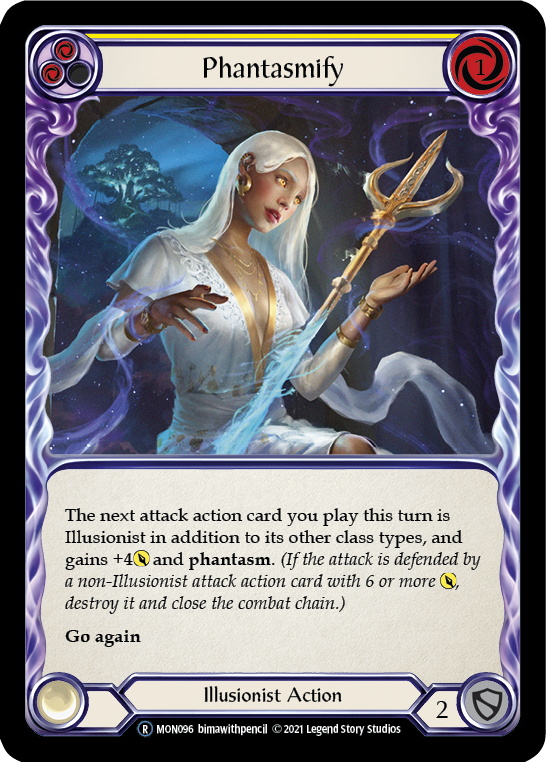 1
Phantasmify
The next attack action card you play this turn is
Illusionist in addition to its other class types, and
gains +4 and phantasm. (If the attack is defended by
a non-Illusionist attack action card with 6 or more ,
destroy it and close the combat chain.)
Go again
Illusionist Action
2
R MON096 bimawithpencil © 2021 Legend Story Studios